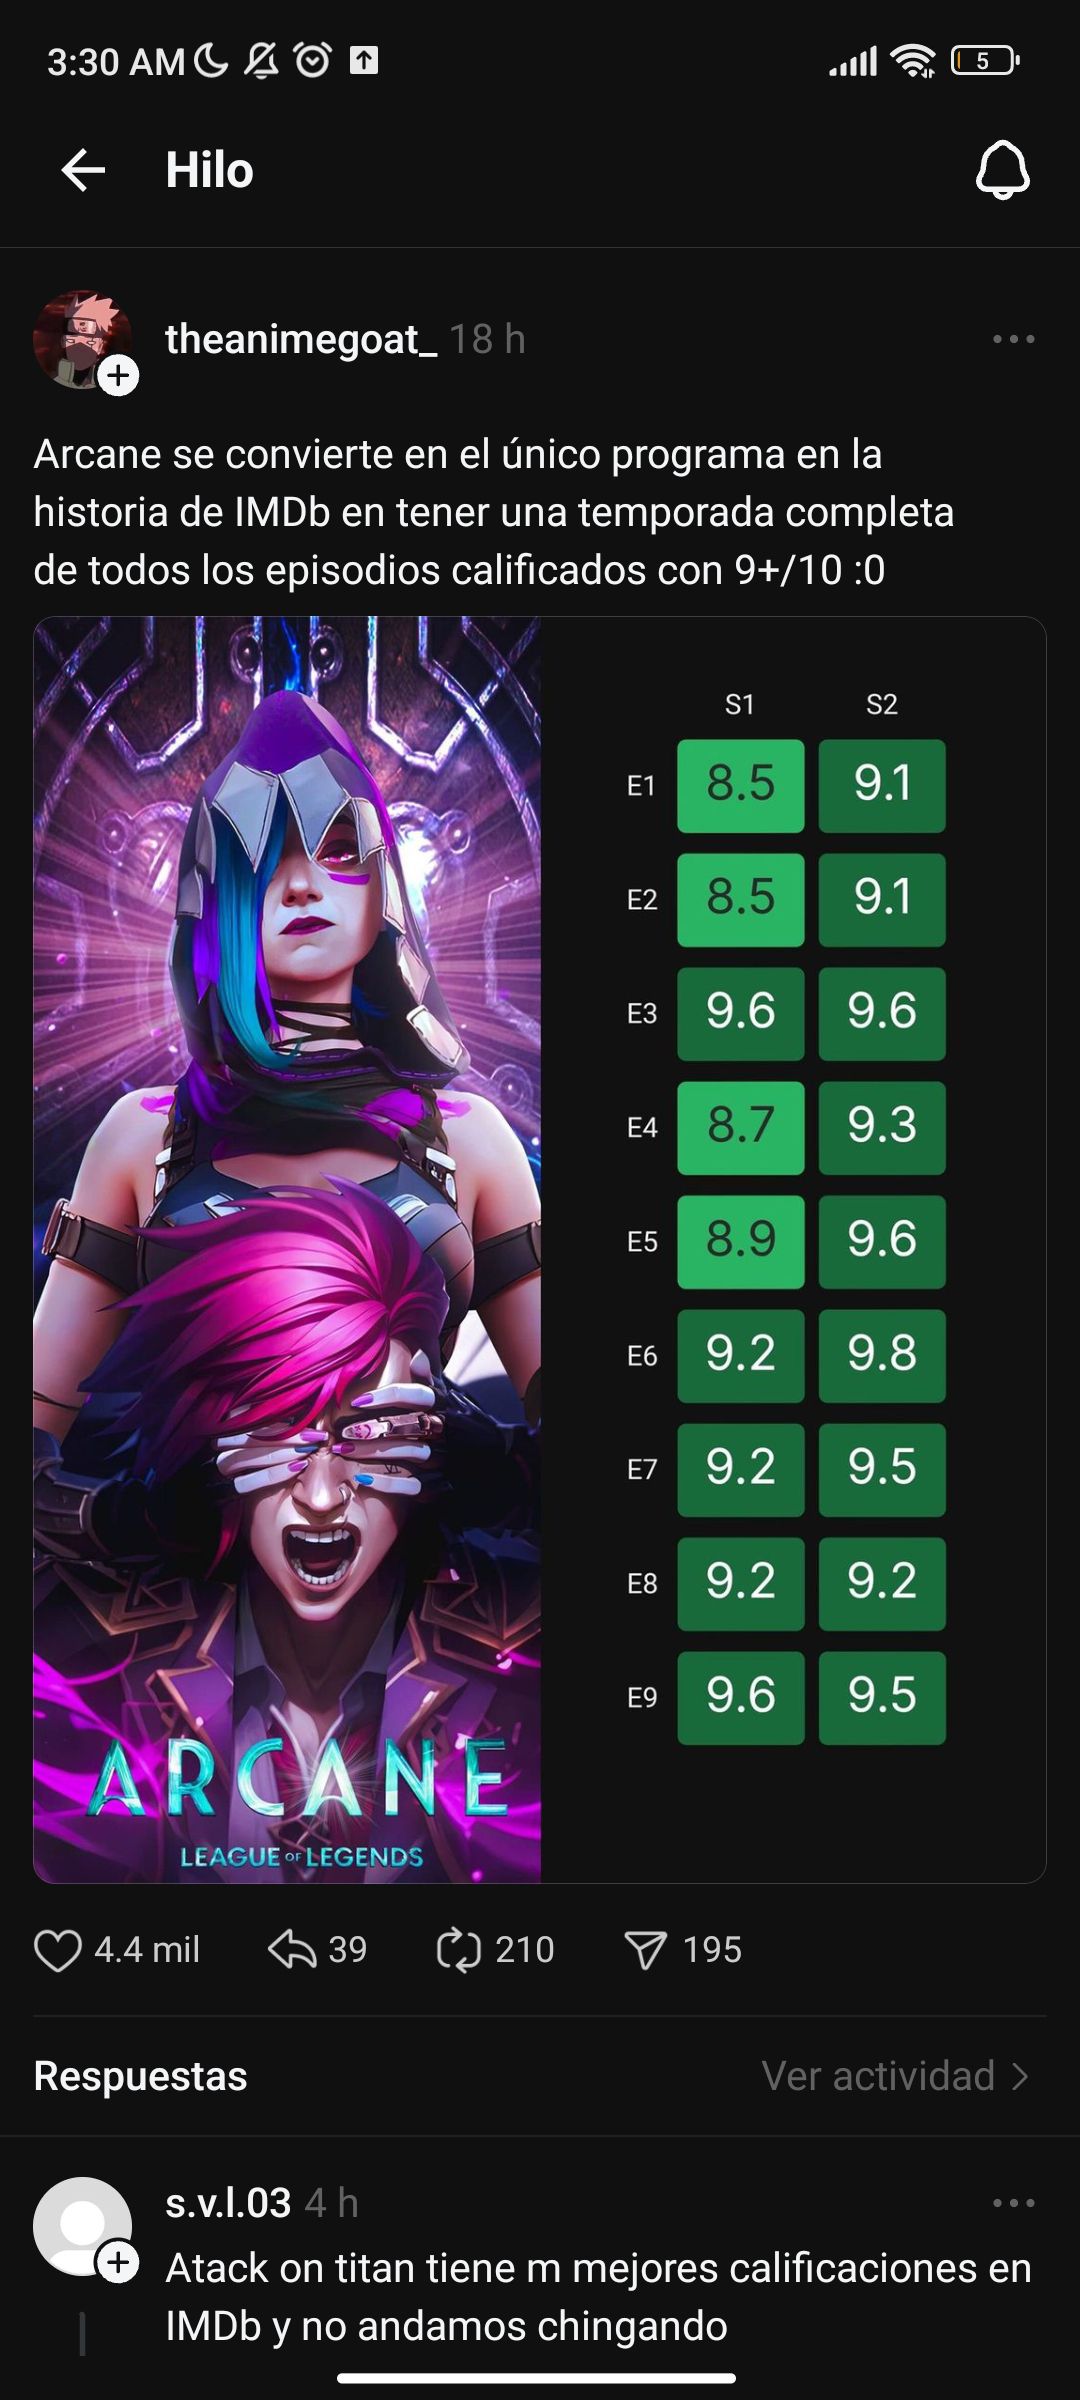 3:30 AM
5
Hilo
theanimegoat_ 18 h
Arcane se convierte en el único programa en la
historia de IMDb en tener una temporada completa
de todos los episodios calificados con 9+/10 :0
S1 S2
E1 8.5 9.1
E2 8.5 9.1
E3 9.6 9.6
E4 8.7 9.3
E5 8.9 9.6
E6 9.2 9.8
E7 9.2 9.5
E8 9.2 9.2
E9 9.6 9.5
ARCANE
LEAGUE OF LEGENDS
4.4 mil 39 210 195
Respuestas Ver actividad
s.v.l.03 4 h
Atack on titan tiene m mejores calificaciones en
IMDb y no andamos chingando